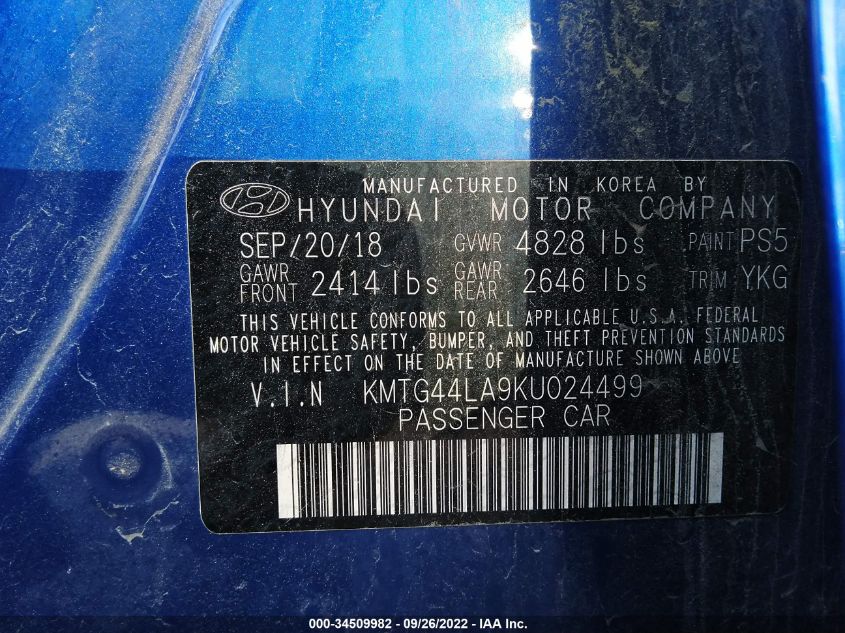 MANUFACTURED IN KOREA BY
HYUNDAI MOTOR COMPANY
SEP/20/18 GVWR 4828 lbs PAINT PS5
GAWR FRONT 2414 lbs GAWR REAR 2646 lbs TRIM YKG
THIS VEHICLE CONFORMS TO ALL APPLICABLE U.S.A. FEDERAL
MOTOR VEHICLE SAFETY, BUMPER, AND THEFT PREVENTION STANDARDS
IN EFFECT ON THE DATE OF MANUFACTURE SHOWN ABOVE
V.I.N KMTG44LA9KU024499
PASSENGER CAR
000-34509982 - 09/26/2022 - IAA Inc.